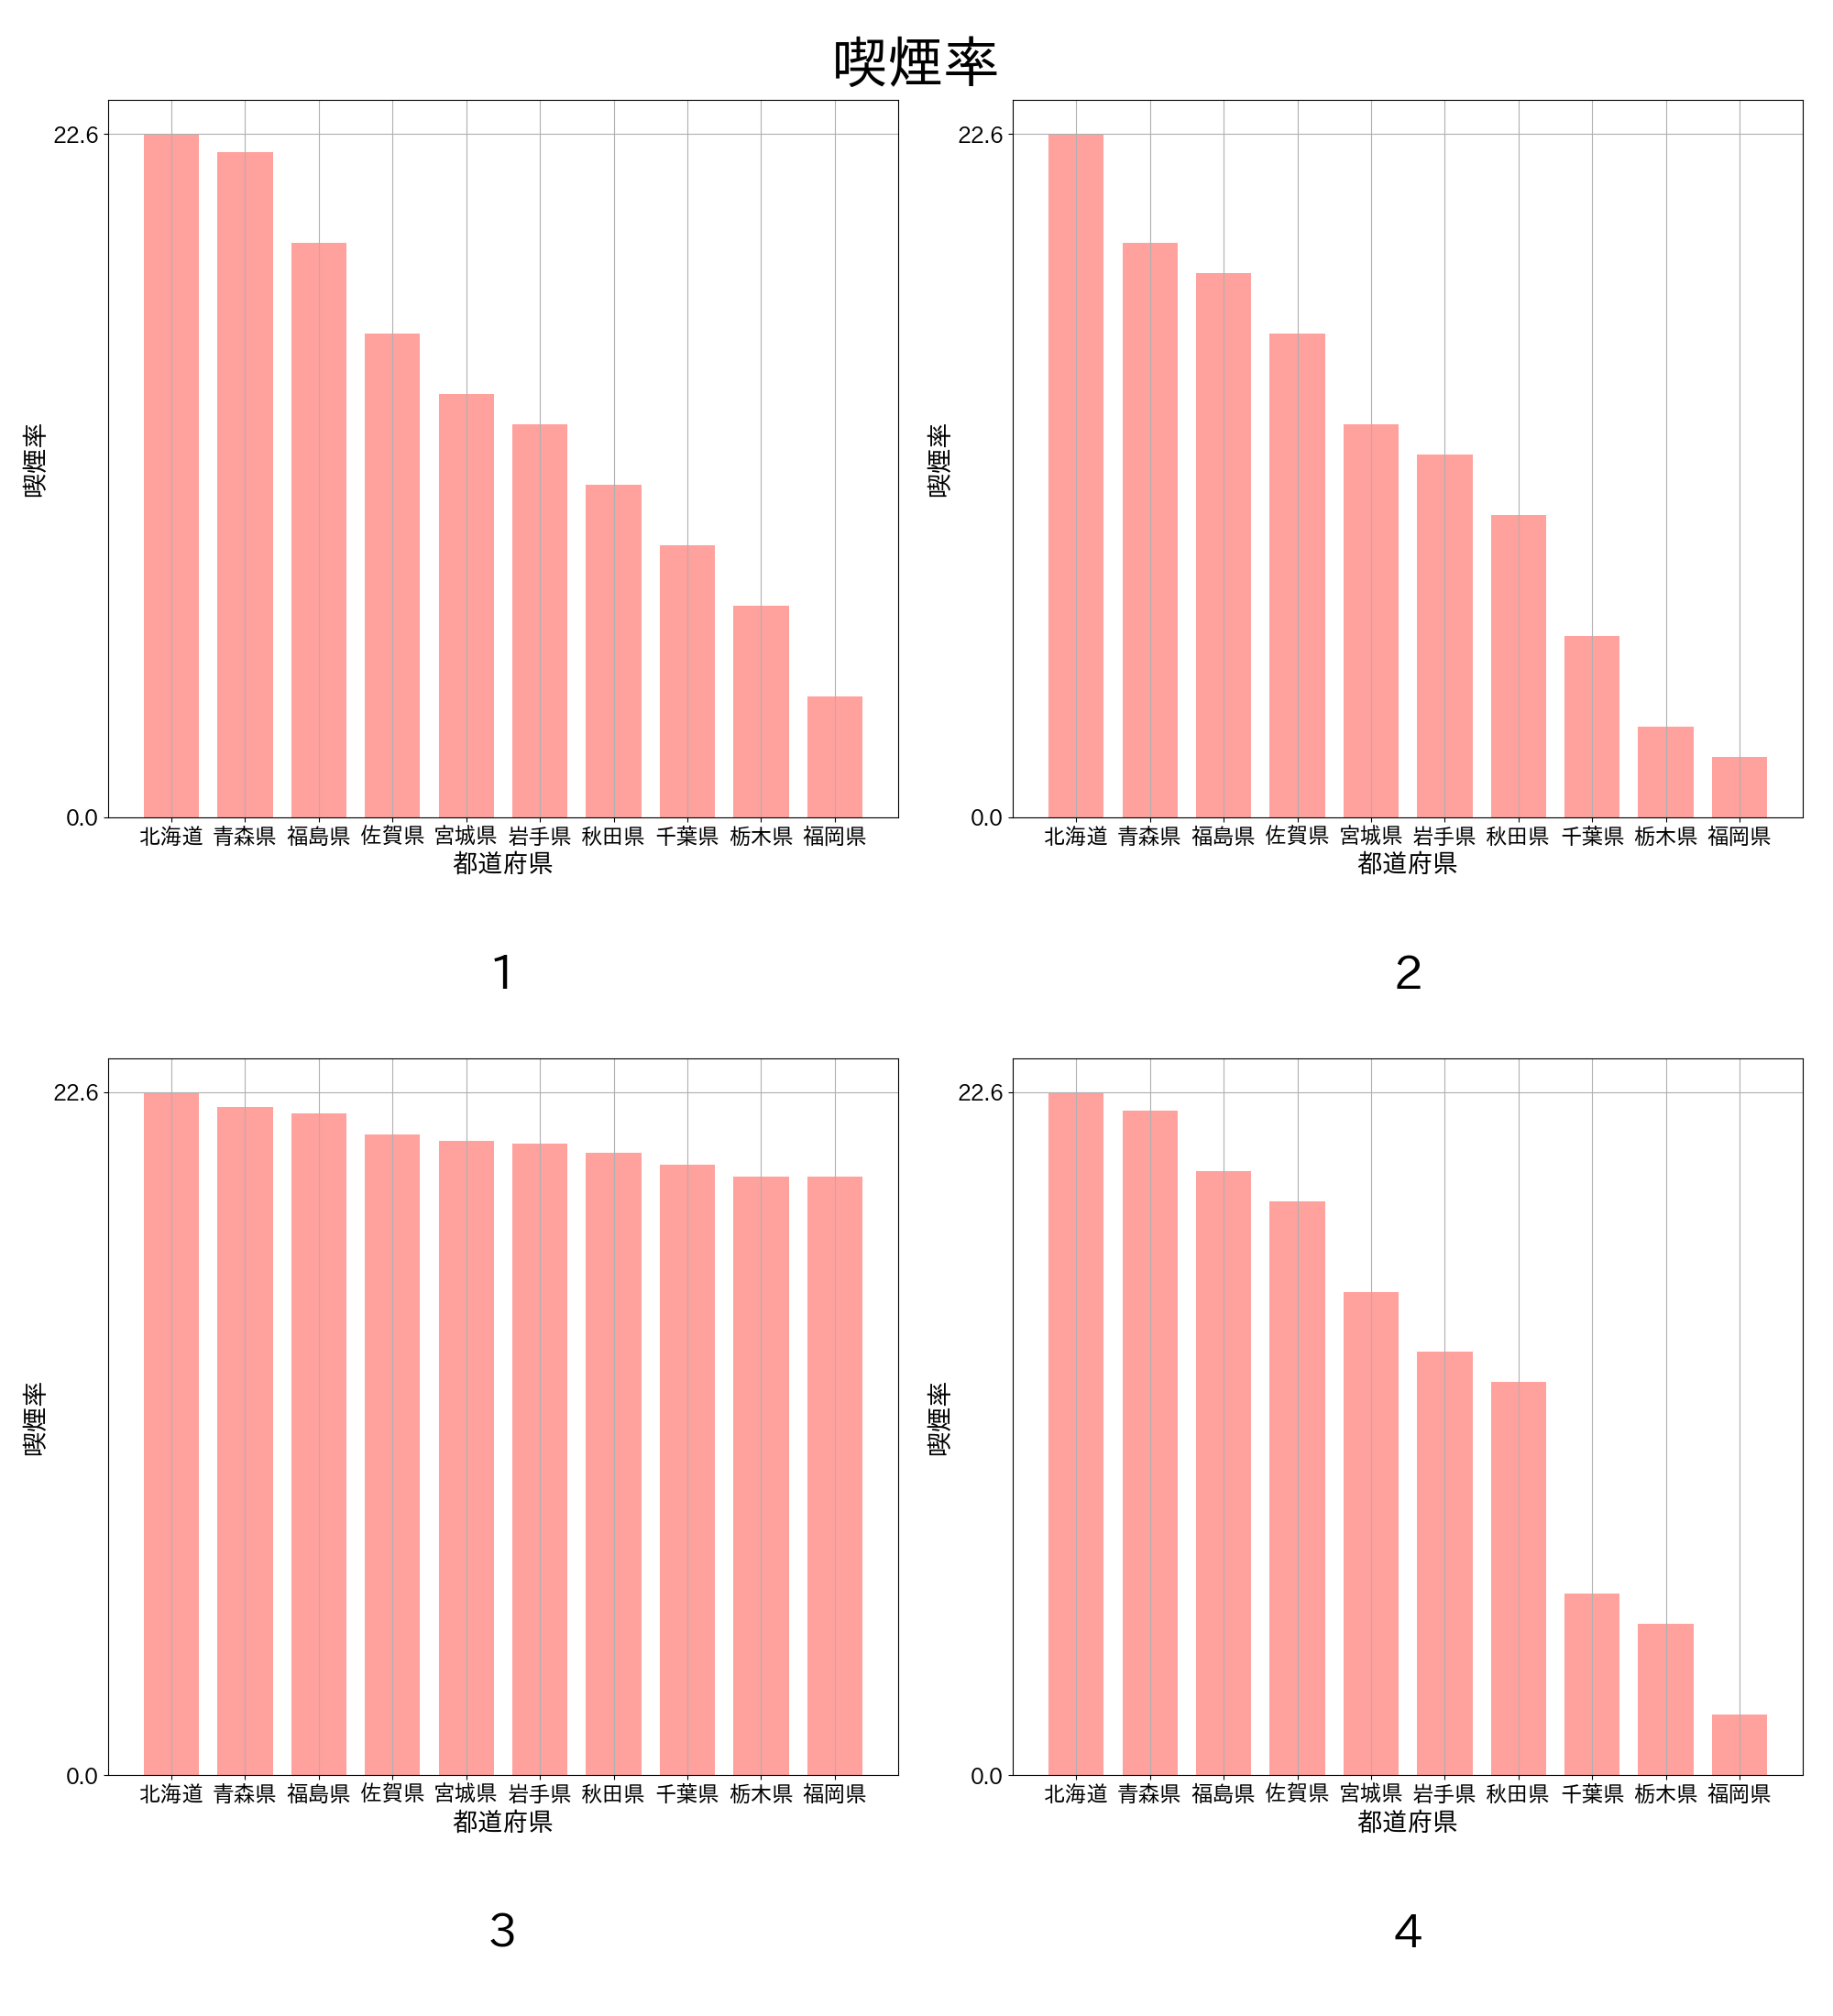 喫煙率
22.6
0.0
喫煙率
北海道 青森県 福島県 佐賀県 宮城県 岩手県 秋田県 千葉県 栃木県 福岡県
都道府県
1
22.6
0.0
喫煙率
北海道 青森県 福島県 佐賀県 宮城県 岩手県 秋田県 千葉県 栃木県 福岡県
都道府県
2
22.6
0.0
喫煙率
北海道 青森県 福島県 佐賀県 宮城県 岩手県 秋田県 千葉県 栃木県 福岡県
都道府県
3
22.6
0.0
喫煙率
北海道 青森県 福島県 佐賀県 宮城県 岩手県 秋田県 千葉県 栃木県 福岡県
都道府県
4